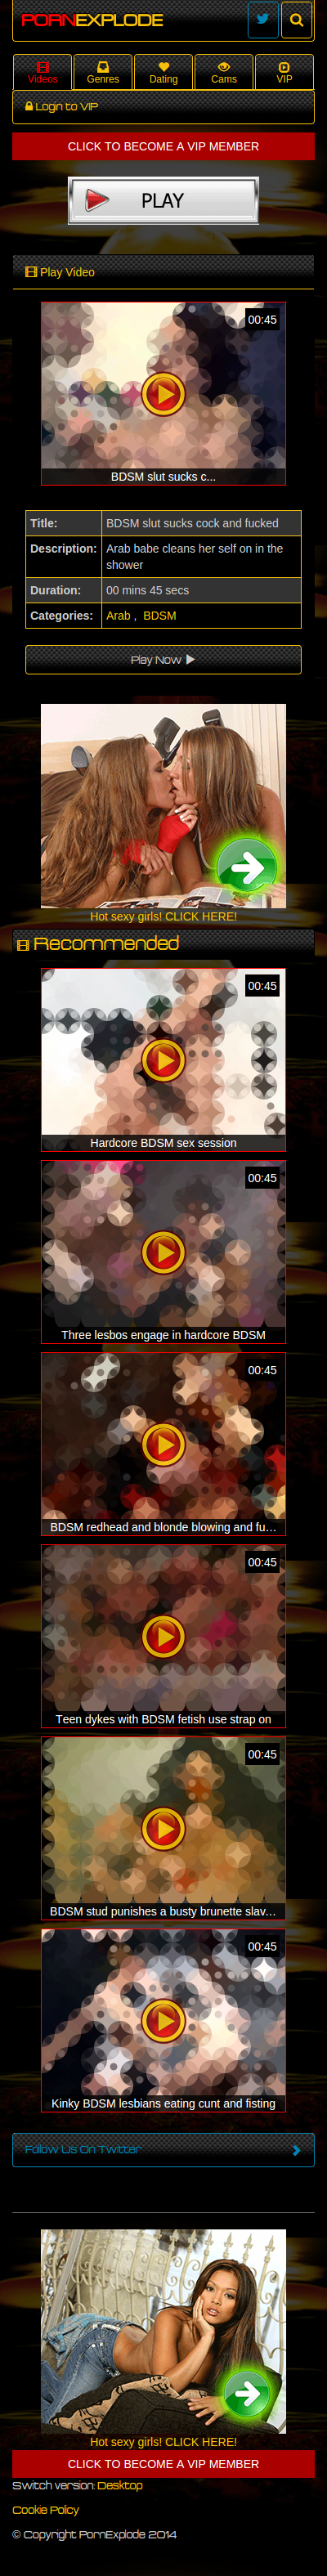 PORNEXPLODE
Videos
Genres
Dating
Cams
VIP
Login to VIP
CLICK TO BECOME A VIP MEMBER
PLAY
Play Video
00:45
BDSM slut sucks c...
Title: BDSM slut sucks cock and fucked
Description: Arab babe cleans her self on in the
shower
Duration: 00 mins 45 secs
Categories: Arab , BDSM
Play Now
Hot sexy girls! CLICK HERE!
Recommended
00:45
Hardcore BDSM sex session
00:45
Three lesbos engage in hardcore BDSM
00:45
BDSM redhead and blonde blowing and fu...
00:45
Teen dykes with BDSM fetish use strap on
00:45
BDSM stud punishes a busty brunette slav...
00:45
Kinky BDSM lesbians eating cunt and fisting
Follow Us On Twitter
Hot sexy girls! CLICK HERE!
CLICK TO BECOME A VIP MEMBER
Switch version: Desktop
Cookie Policy
© Copyright PornExplode 2014